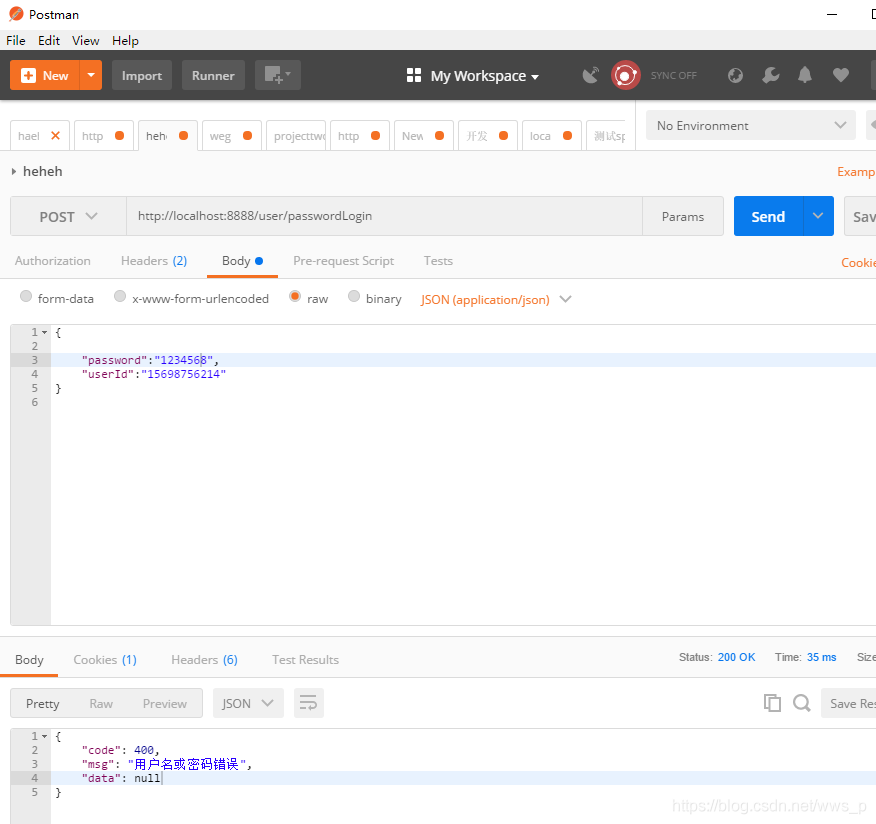 Postman
File Edit View Help
New Import Runner My Workspace SYNC OFF
hael http heh weg projecttwo http New 开发 loca 测试sp No Environment
heheh Examp
POST http://localhost:8888/user/passwordLogin Params Send Sav
Authorization Headers (2) Body Pre-request Script Tests Cookie
form-data x-www-form-urlencoded raw binary JSON (application/json)
1 {
2
3 "password":"1234568",
4 "userId":"15698756214"
5 }
6
Body Cookies (1) Headers (6) Test Results Status: 200 OK Time: 35 ms Size
Pretty Raw Preview JSON Save Res
1 {
2 "code": 400,
3 "msg": "用户名或密码错误",
4 "data": null
5 }
https://blog.csdn.net/wws_p